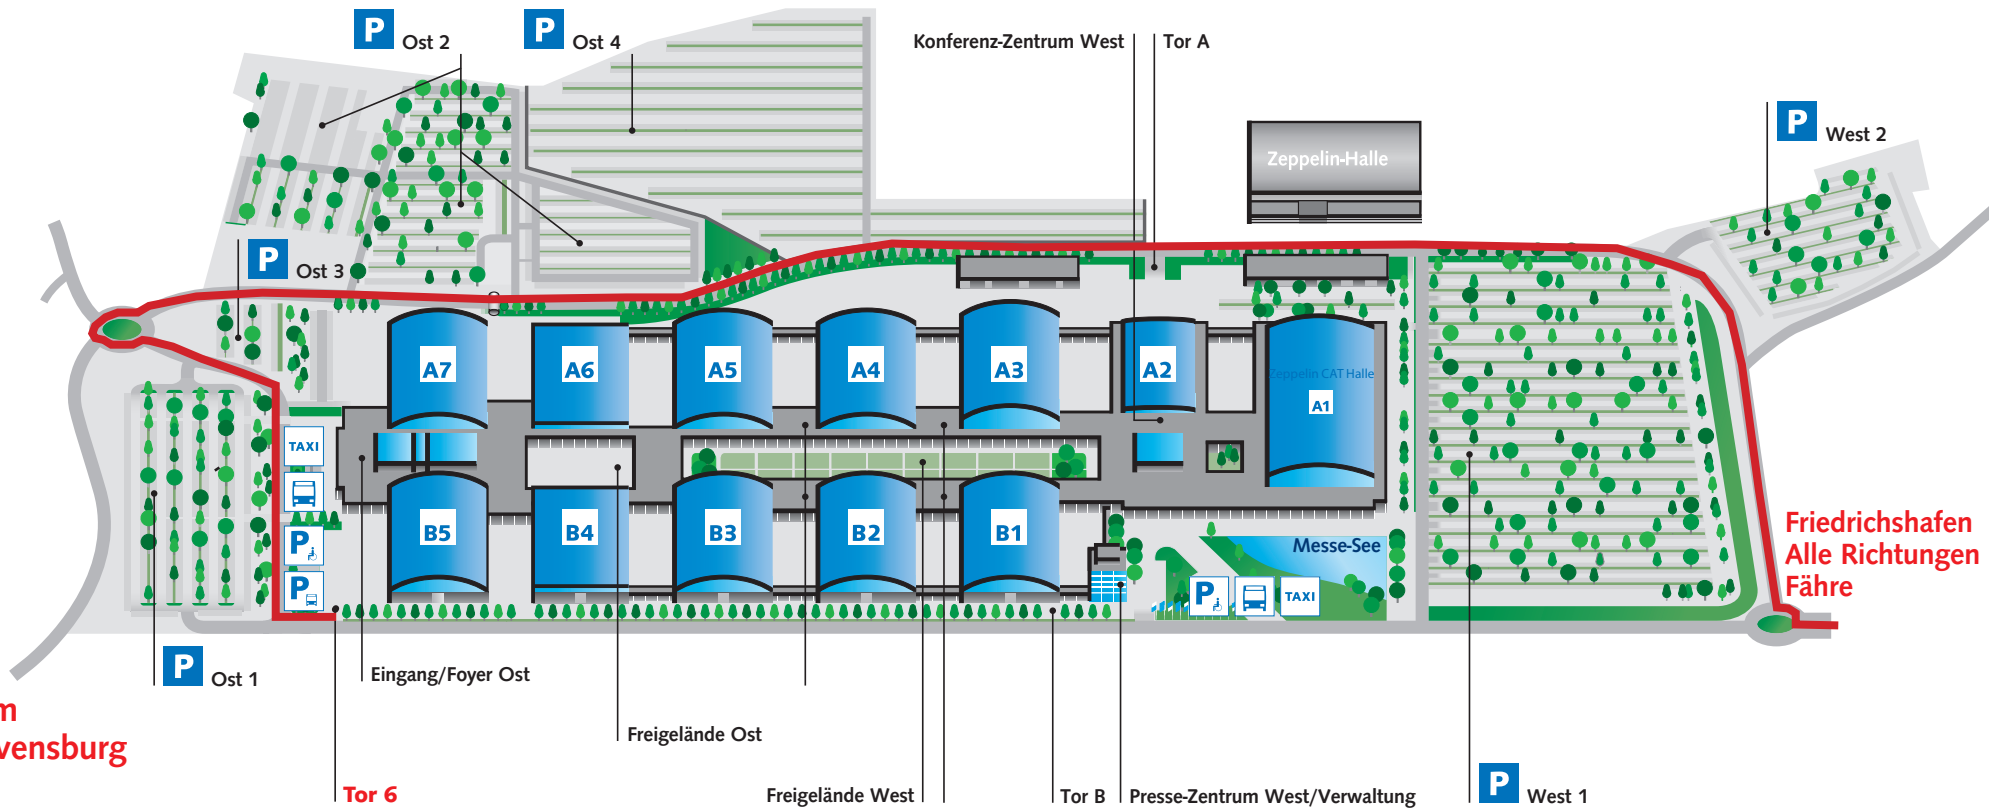 P Ost 2
P Ost 4
Konferenz-Zentrum West
Tor A
P West 2
Zeppelin-Halle
P Ost 3
A7
A6
A5
A4
A3
A2
Zeppelin CAT Halle
A1
TAXI
B5
B4
B3
B2
B1
P
P
Messe-See
P
TAXI
Friedrichshafen
Alle Richtungen
Fähre
P Ost 1
Eingang/Foyer Ost
m
vensburg
Freigelände Ost
Tor 6
Freigelände West
Tor B
Presse-Zentrum West/Verwaltung
P West 1